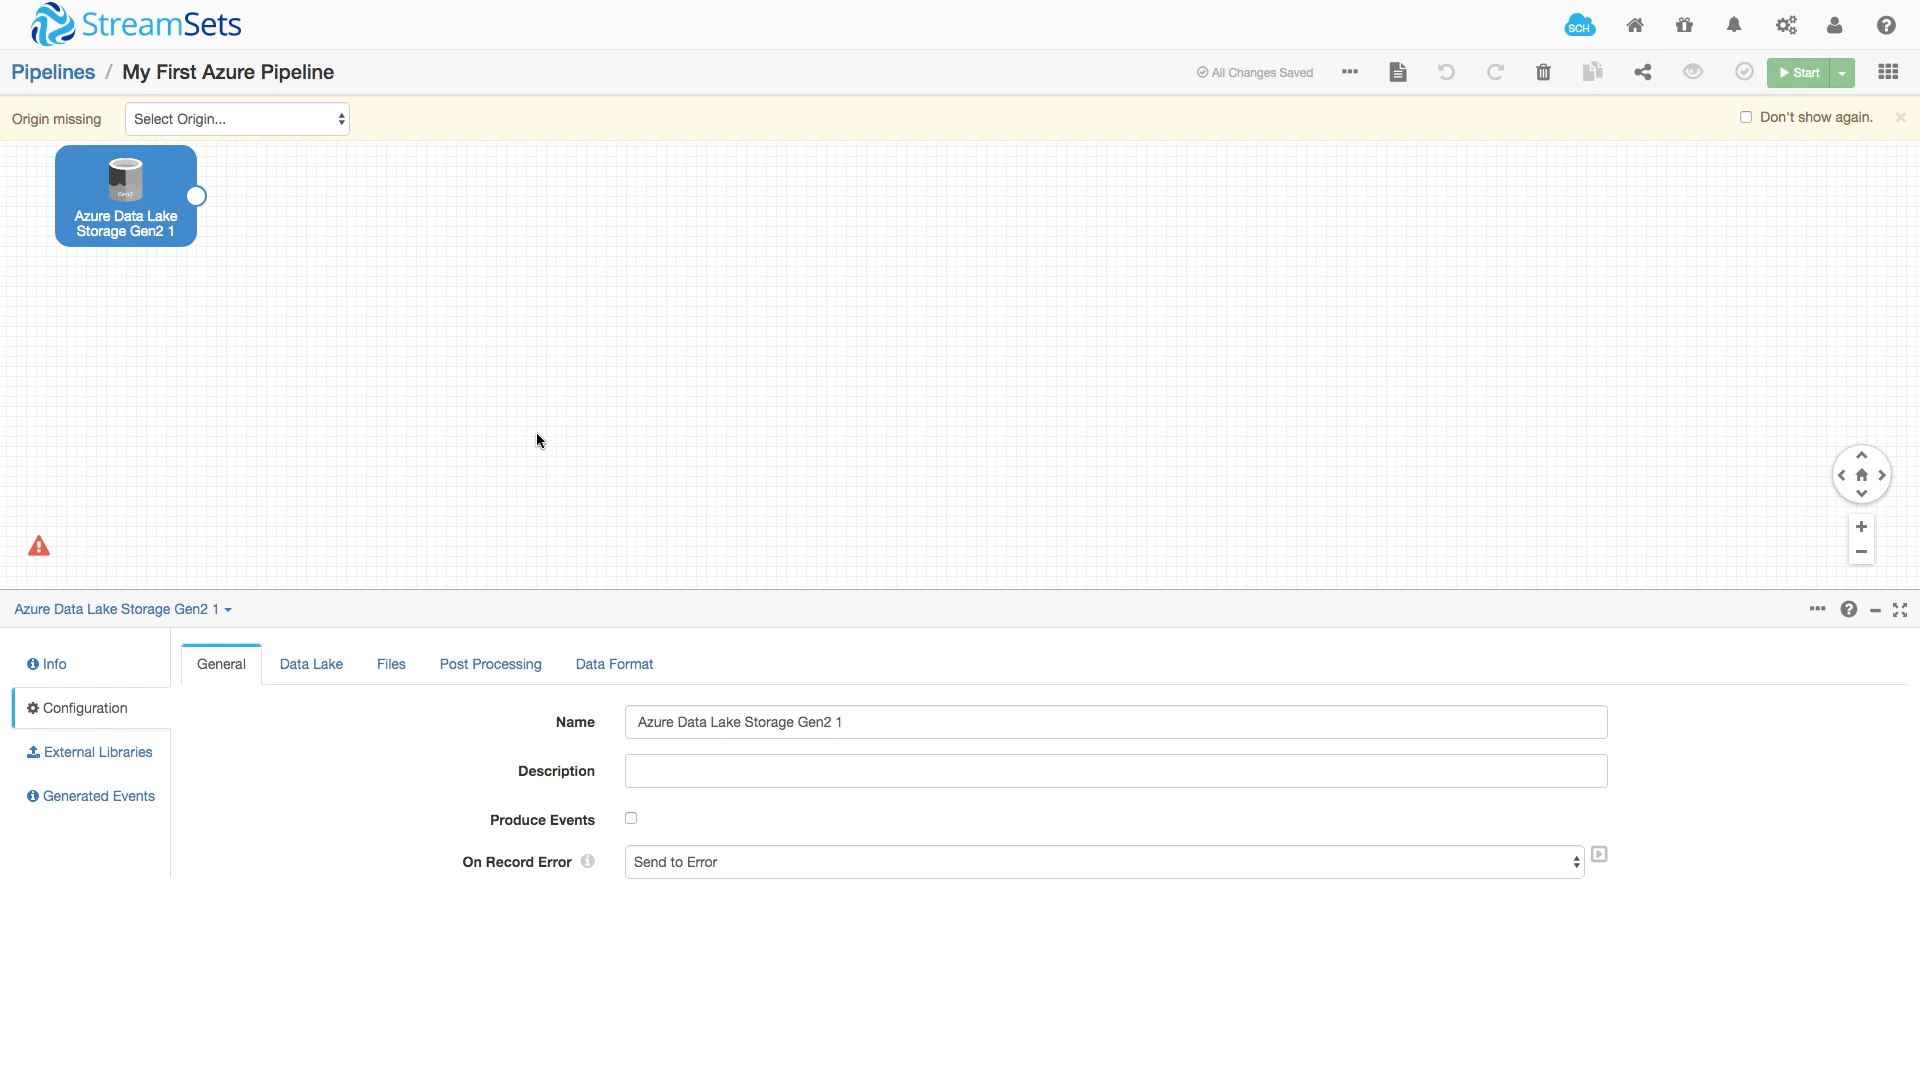 StreamSets
SCH
Pipelines / My First Azure Pipeline
All Changes Saved
Start
Origin missing
Select Origin...
Don't show again.
Gen2
Azure Data Lake
Storage Gen2 1
Azure Data Lake Storage Gen2 1
Info
General
Data Lake
Files
Post Processing
Data Format
Configuration
Name
Azure Data Lake Storage Gen2 1
External Libraries
Description
Generated Events
Produce Events
On Record Error
Send to Error